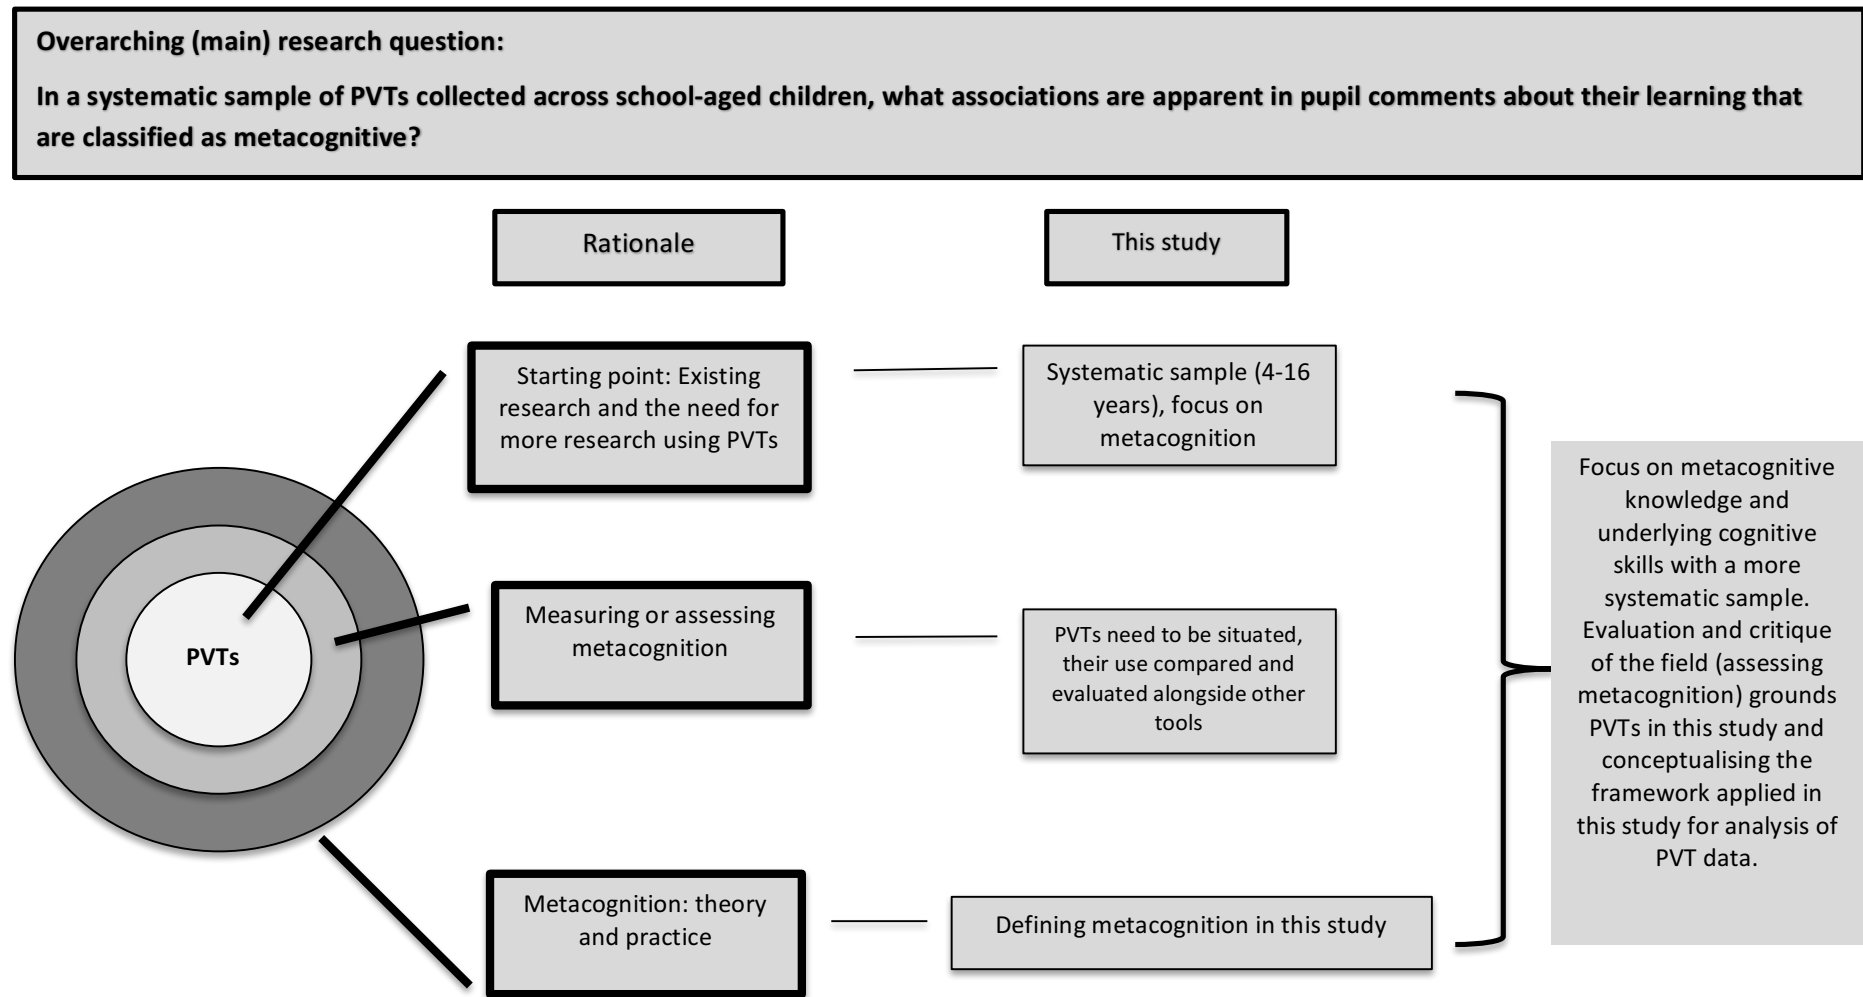 Overarching (main) research question:
In a systematic sample of PVTs collected across school-aged children, what associations are apparent in pupil comments about their learning that
are classified as metacognitive?
Rationale
This study
Starting point: Existing
research and the need for
more research using PVTs
Systematic sample (4-16
years), focus on
metacognition
PVTs
Measuring or assessing
metacognition
PVTs need to be situated,
their use compared and
evaluated alongside other
tools
Metacognition: theory
and practice
Defining metacognition in this study
Focus on metacognitive
knowledge and
underlying cognitive
skills with a more
systematic sample.
Evaluation and critique
of the field (assessing
metacognition) grounds
PVTs in this study and
conceptualising the
framework applied in
this study for analysis of
PVT data.